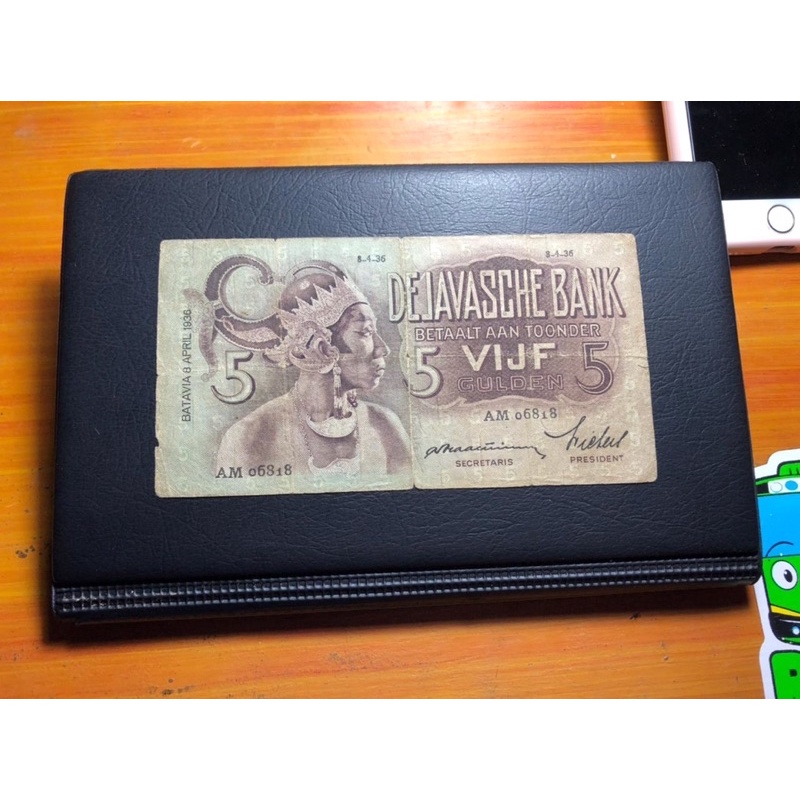 8-4-36
8-4-36
DE JAVASCHE BANK
BETAALT AAN TOONDER
5 5 VIJF 5
GULDEN
BATAVIA 8 APRIL 1936
AM 06818
AM 06818
SECRETARIS
PRESIDENT